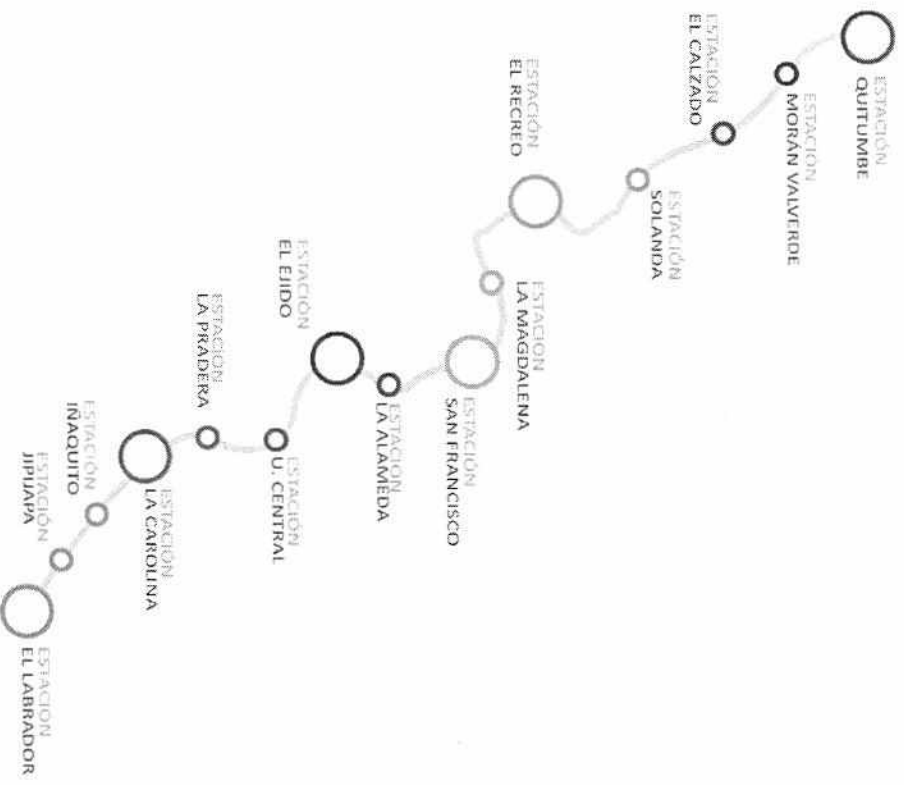 ESTACIÓN
QUITUMBE
ESTACIÓN
MORÁN VALVERDE
ESTACIÓN
EL CALZADO
ESTACIÓN
SOLANDA
ESTACIÓN
EL RECREO
ESTACIÓN
LA MAGDALENA
ESTACIÓN
SAN FRANCISCO
ESTACIÓN
LA ALAMEDA
ESTACIÓN
EL EJIDO
ESTACIÓN
U. CENTRAL
ESTACIÓN
LA PRADERA
ESTACIÓN
LA CAROLINA
ESTACIÓN
IÑAQUITO
ESTACIÓN
JIPIJAPA
ESTACIÓN
EL LABRADOR